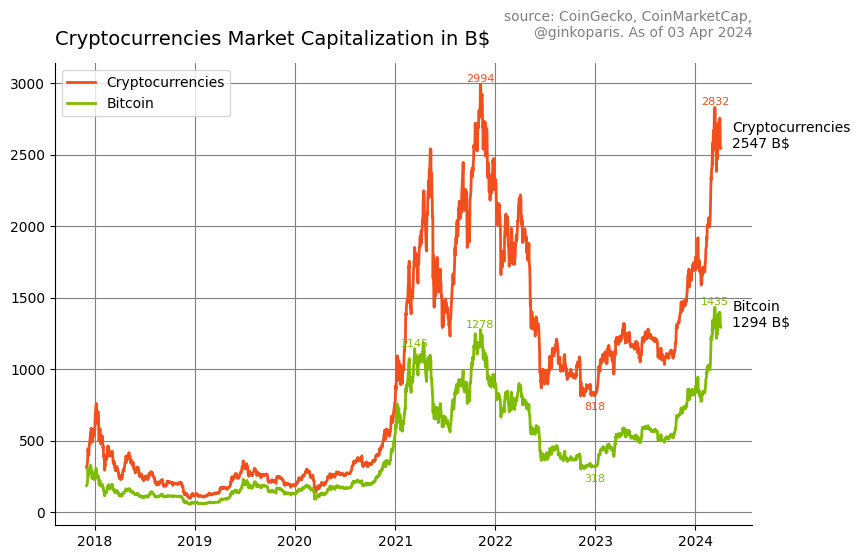 source: CoinGecko, CoinMarketCap,
@ginkoparis. As of 03 Apr 2024
Cryptocurrencies Market Capitalization in B$
Cryptocurrencies
Bitcoin
3000
2500
2000
1500
1000
500
0
2994
2832
Cryptocurrencies
2547 B$
1145
1278
1435
Bitcoin
1294 B$
818
318
2018
2019
2020
2021
2022
2023
2024